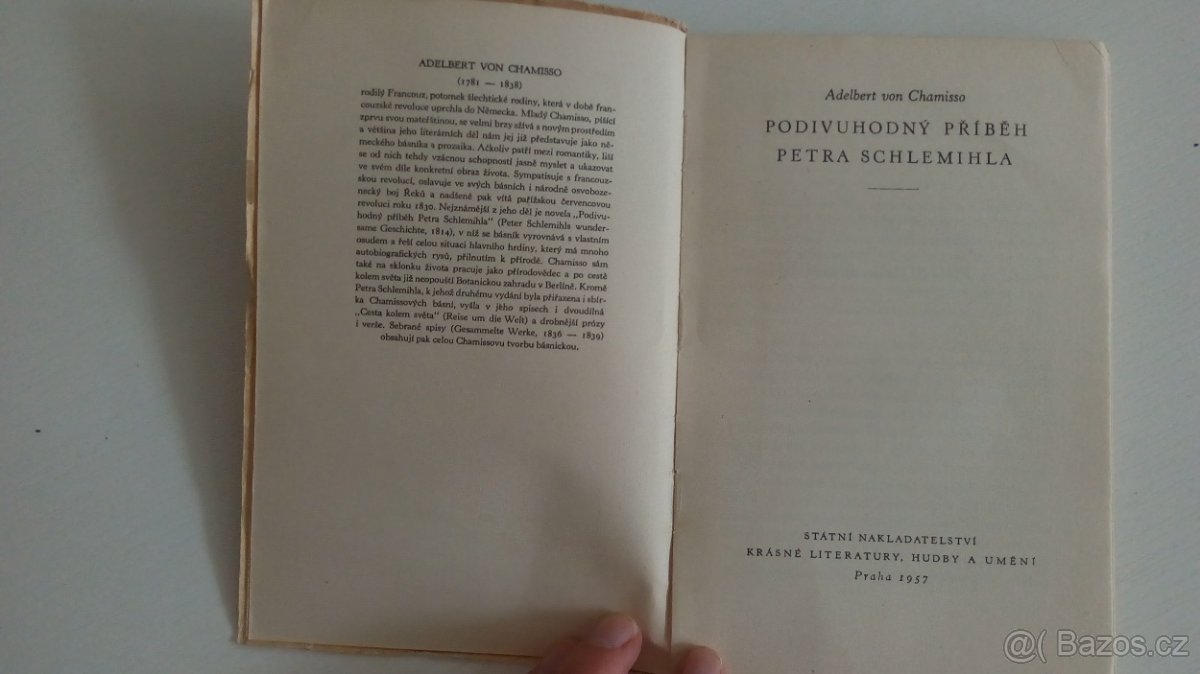 ADELBERT VON CHAMISSO
(1781 — 1838)
rodilý Francouz, potomek šlechtické rodiny, která v době fran-
couzské revoluce uprchla do Německa. Mladý Chamisso, píšící
zprvu svou mateřštinou, se velmi brzy sžívá s novým prostředím
a většina jeho literárních děl nám jej již představuje jako ně-
meckého básníka a prozaika. Ačkoliv patří mezi romantiky, liší
se od nich tehdy vzácnou schopností jasně myslet a ukazovat
ve svém díle konkretní obraz života. Sympatisuje s francouz-
skou revolucí, oslavuje ve svých básních i národně osvoboze-
necký boj Řeků a nadšeně pak vítá pařížskou červencovou
revoluci roku 1830. Nejznámější z jeho děl je novela „Podivu-
hodný příběh Petra Schlemihla“ (Peter Schlemihls wunder-
same Geschichte, 1814), v níž se básník vyrovnává s vlastním
osudem a řeší celou situaci hlavního hrdiny, který má mnoho
autobiografických rysů, přilnutím k přírodě. Chamisso sám
také na sklonku života pracuje jako přírodovědec a po cestě
kolem světa již neopouští Botanickou zahradu v Berlíně. Kromě
Petra Schlemihla, k jehož druhému vydání byla přiřazena i sbír-
ka Chamissových básní, vyšla v jeho spisech i dvoudílná
„Cesta kolem světa“ (Reise um die Welt) a drobnější prózy
i verše. Sebrané spisy (Gesammelte Werke, 1836 — 1839)
obsahují pak celou Chamissovu tvorbu básnickou.
Adelbert von Chamisso
PODIVUHODNÝ PŘÍBĚH
PETRA SCHLEMIHLA
STÁTNÍ NAKLADATELSTVÍ
KRÁSNÉ LITERATURY, HUDBY A UMĚNÍ
Praha 1957
@( Bazos.cz